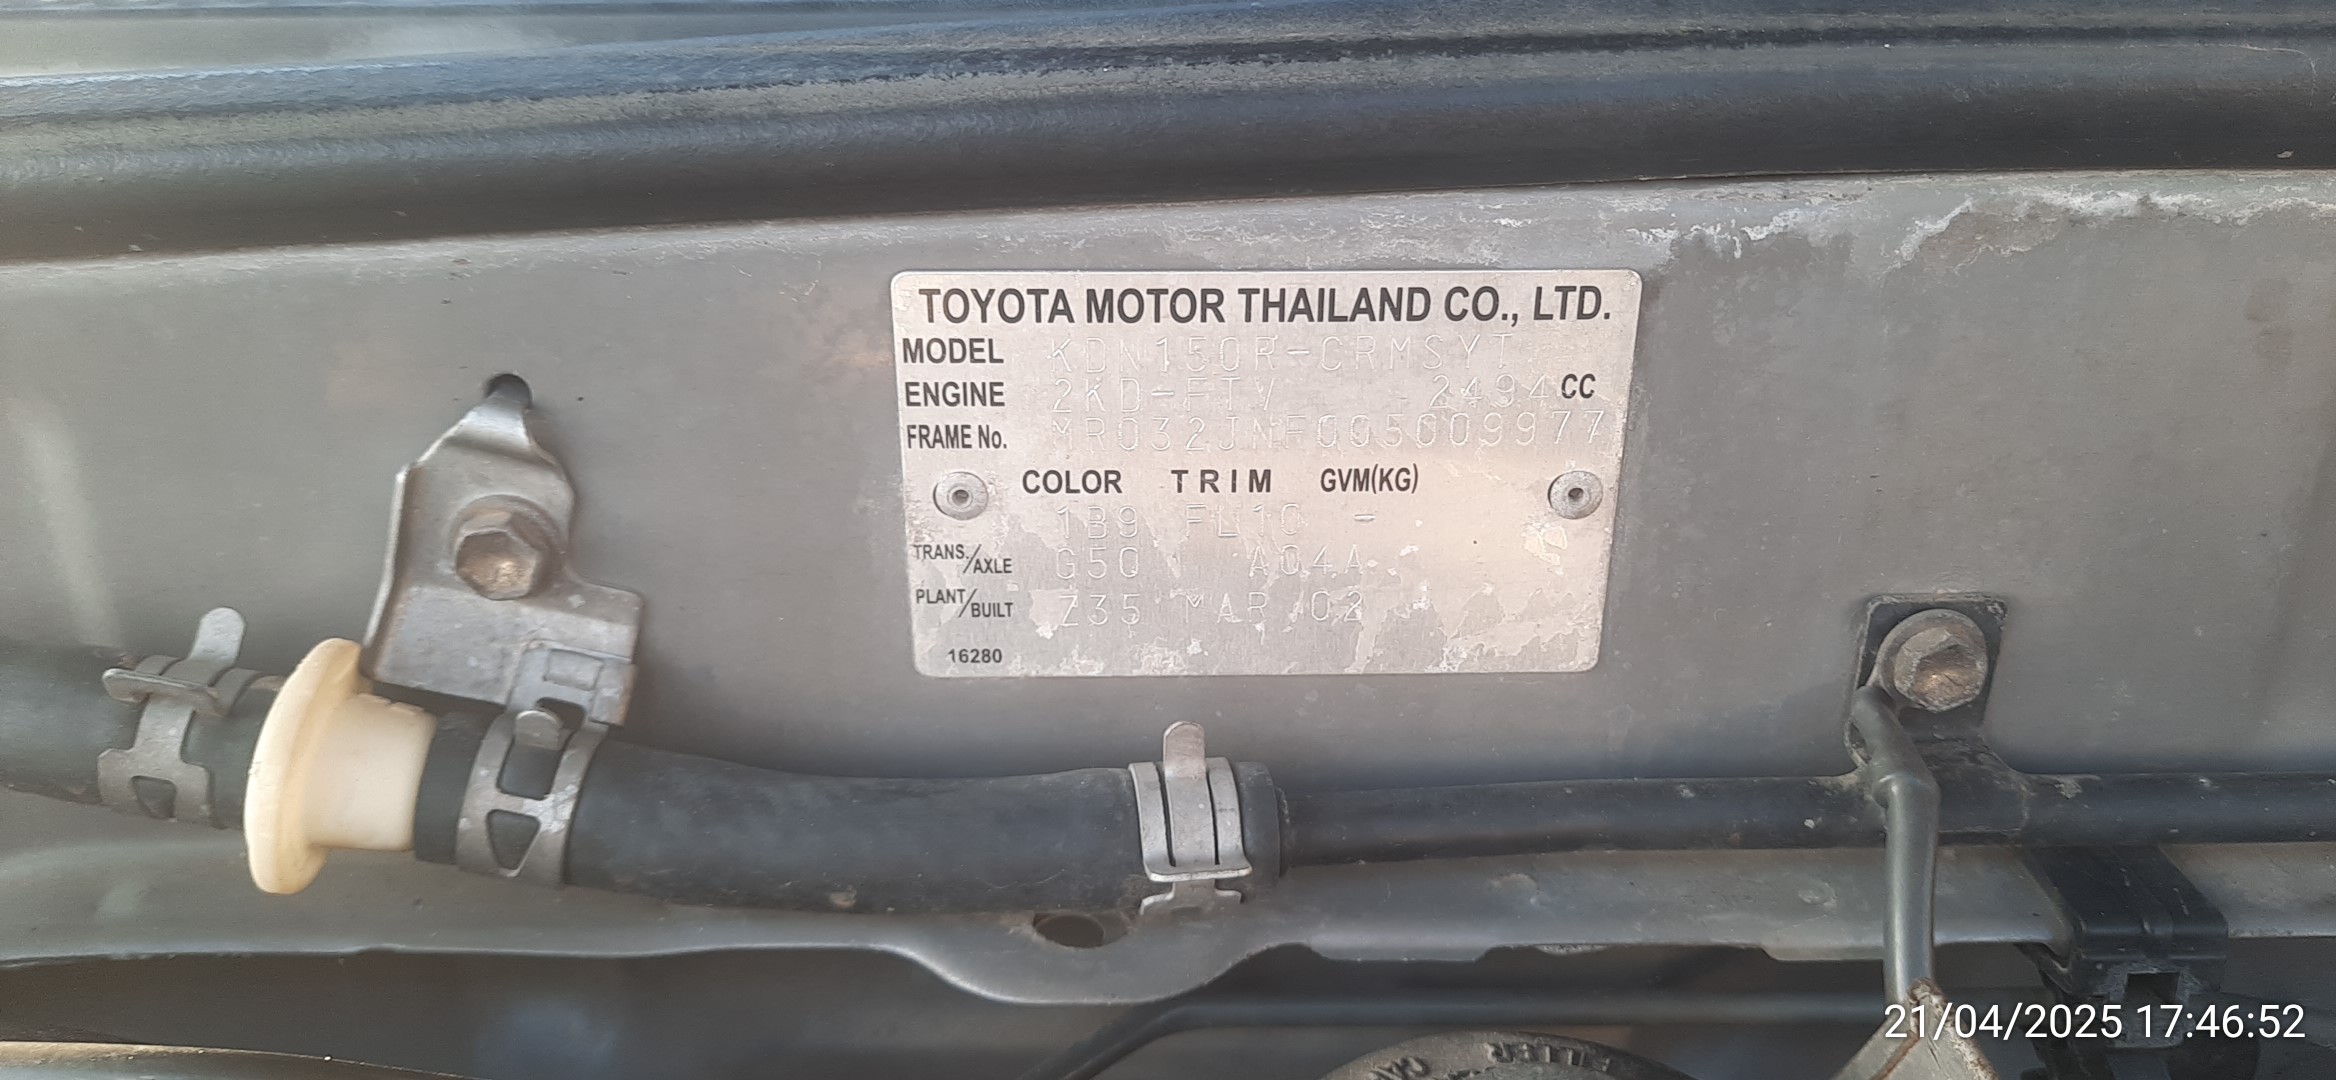 TOYOTA MOTOR THAILAND CO., LTD.
MODEL KDN150R-CRMSYT
ENGINE 2KD-FTV 2494 CC
FRAME No. MR032JNF005009977
COLOR TRIM GVM(KG)
1B9 FL10 -
TRANS./AXLE G50 A04A
PLANT/BUILT Z35 MAR/02
16280
FILLER CAP
21/04/2025 17:46:52